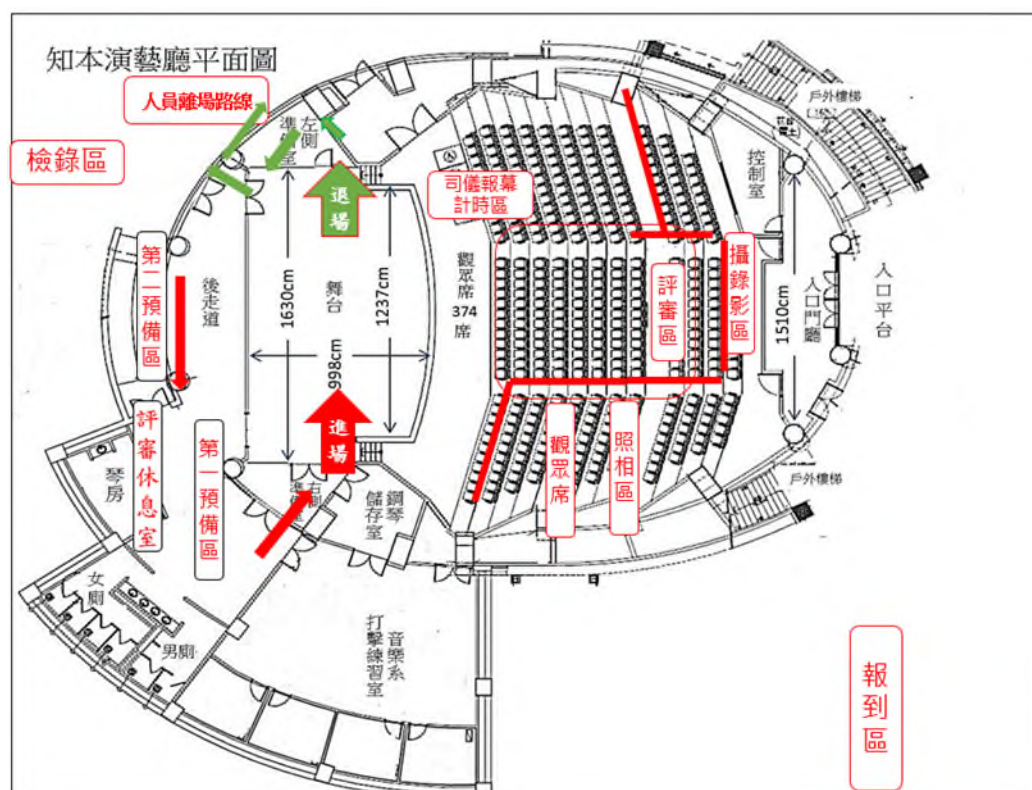 知本演藝廳平面圖
人員離場路線
檢錄區
左側
準備室
退場
司儀報幕
計時區
戶外樓梯
控制室
第二預備區
後走道
1630cm
舞台
1237cm
998cm
觀眾席
374
席
評審區
攝錄影區
1510cm
入口門廳
入口平台
進場
琴房
評審休息室
第一預備區
右側
準備室
鋼琴
儲存室
觀眾席
照相區
戶外樓梯
女廁
男廁
音樂系
打擊練習室
報到區